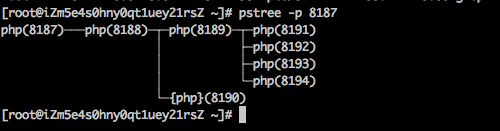 [root@iZm5e4s0hny0qt1uey21rsZ ~]# pstree -p 8187
php(8187)───php(8188)─┬─php(8189)─┬─php(8191)
├─php(8192)
├─php(8193)
└─php(8194)
└─{php}(8190)
[root@iZm5e4s0hny0qt1uey21rsZ ~]#